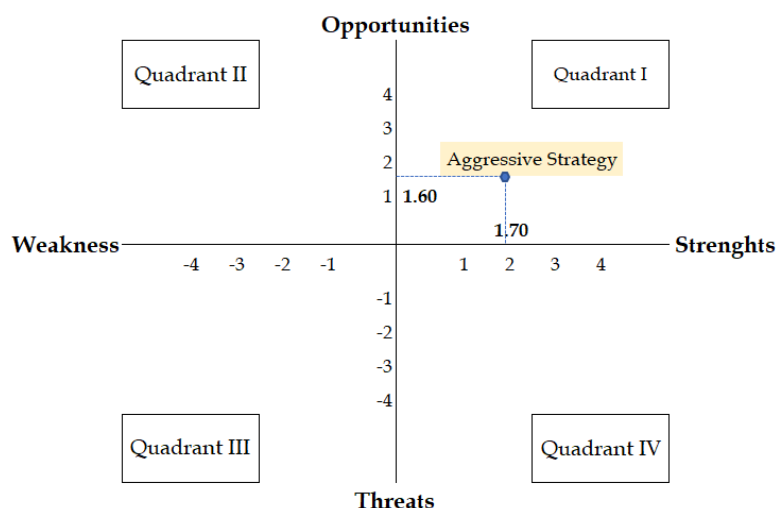 Opportunities
Quadrant II
Quadrant I
4
3
2
Aggressive Strategy
1
1.60
1.70
Weakness
Strenghts
-4 -3 -2 -1
1 2 3 4
-1
-2
-3
-4
Quadrant III
Quadrant IV
Threats